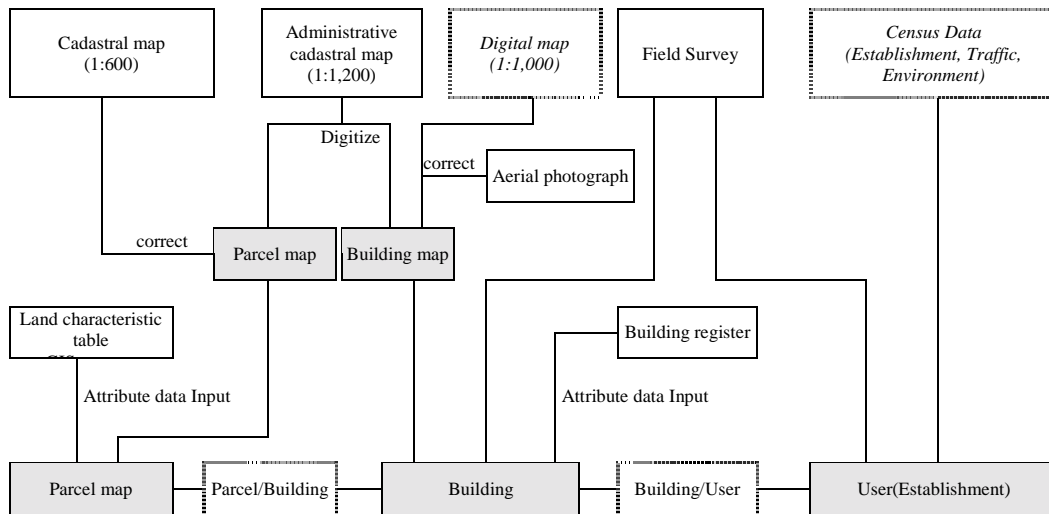 Cadastral map
(1:600)
Administrative
cadastral map
(1:1,200)
Digital map
(1:1,000)
Field Survey
Census Data
(Establishment, Traffic,
Environment)
Digitize
correct
Aerial photograph
correct
Parcel map
Building map
Land characteristic
table
Building register
Attribute data Input
Attribute data Input
Parcel map
Parcel/Building
Building
Building/User
User(Establishment)